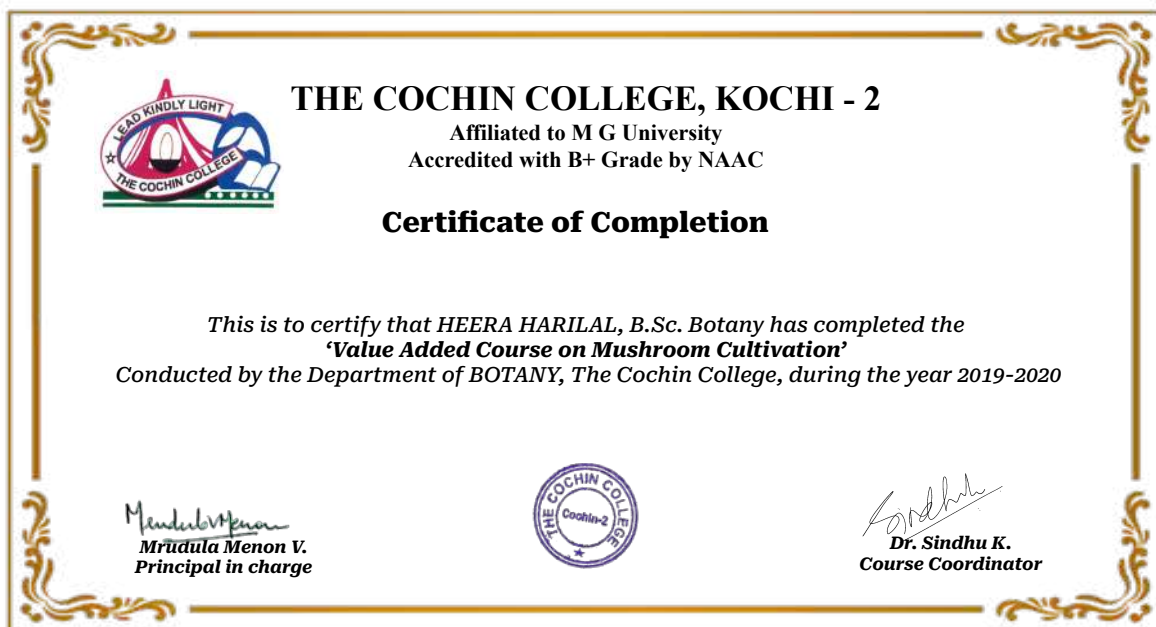 LEAD KINDLY LIGHT
THE COCHIN COLLEGE
THE COCHIN COLLEGE, KOCHI - 2
Affiliated to M G University
Accredited with B+ Grade by NAAC
Certificate of Completion
This is to certify that HEERA HARILAL, B.Sc. Botany has completed the
‘Value Added Course on Mushroom Cultivation’
Conducted by the Department of BOTANY, The Cochin College, during the year 2019-2020
THE COCHIN COLLEGE
Cochin-2
Mrudula Menon V.
Principal in charge
Sindhu
Dr. Sindhu K.
Course Coordinator